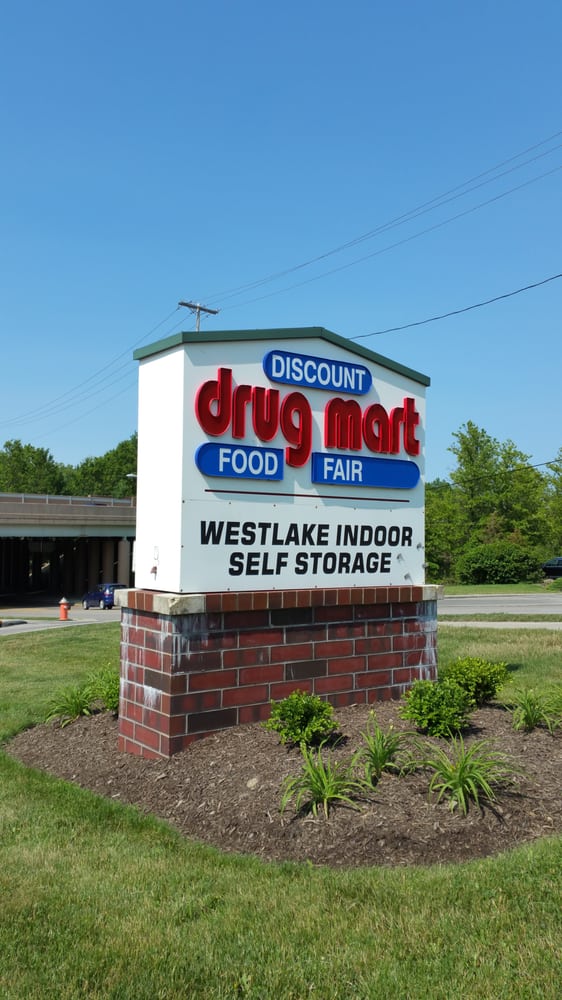 DISCOUNT
drug mart
FOOD FAIR
WESTLAKE INDOOR
SELF STORAGE